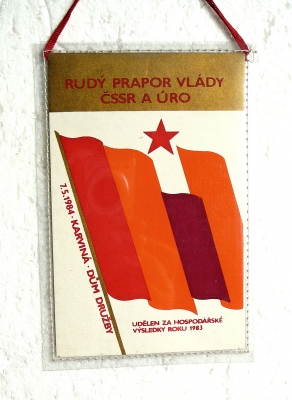 RUDÝ PRAPOR VLÁDY
ČSSR A ÚRO
7.5.1984 · KARVINÁ · DŮM DRUŽBY
UDĚLEN ZA HOSPODÁŘSKÉ
VÝSLEDKY ROKU 1983